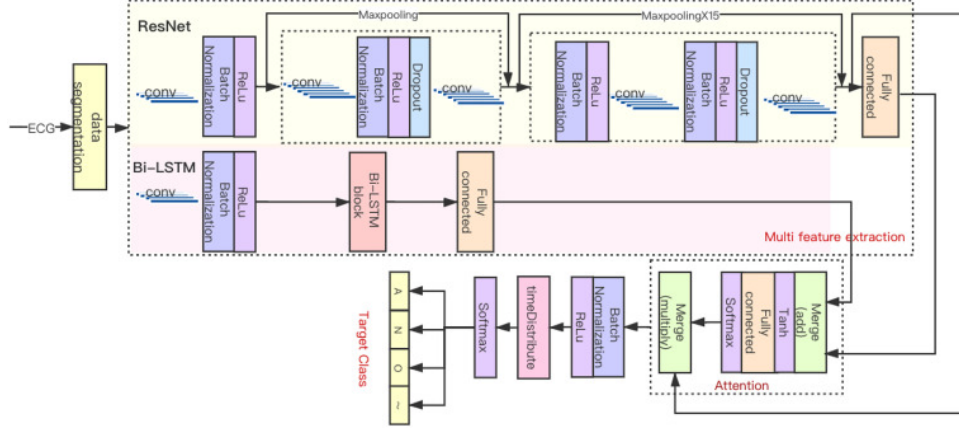 ResNet
Maxpooling
MaxpoolingX15
conv
Batch
Normalization
ReLu
conv
Batch
Normalization
ReLu
Dropout
conv
Batch
Normalization
ReLu
conv
Batch
Normalization
ReLu
Dropout
conv
Fully
connected
ECG
data
segmentation
Bi-LSTM
conv
Batch
Normalization
ReLu
Bi-LSTM
block
Fully
connected
Multi feature extraction
Target Class
A
N
O
~
Softmax
timeDistribute
Batch
Normalization
ReLu
Merge
(multiply)
Merge
(add)
Tanh
Fully
connected
Softmax
Attention